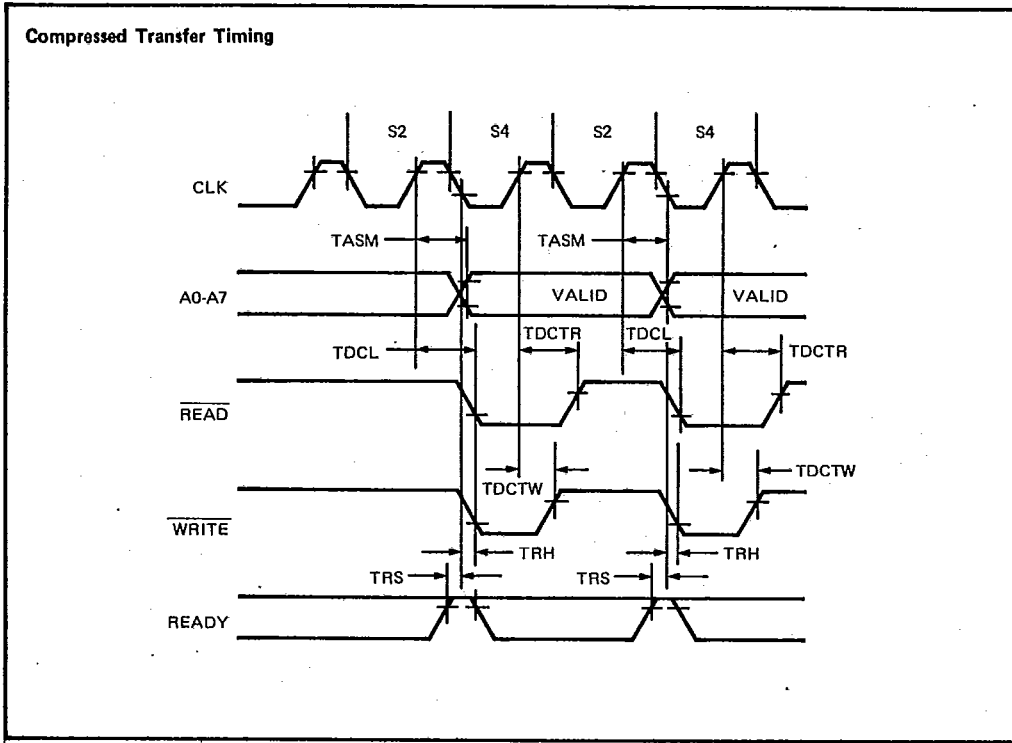 Compressed Transfer Timing
S2 S4 S2 S4
CLK
TASM TASM
A0-A7 VALID VALID
TDCL TDCTR TDCL TDCTR
READ
TDCTW TDCTW
WRITE
TRH TRH
TRS TRS
READY